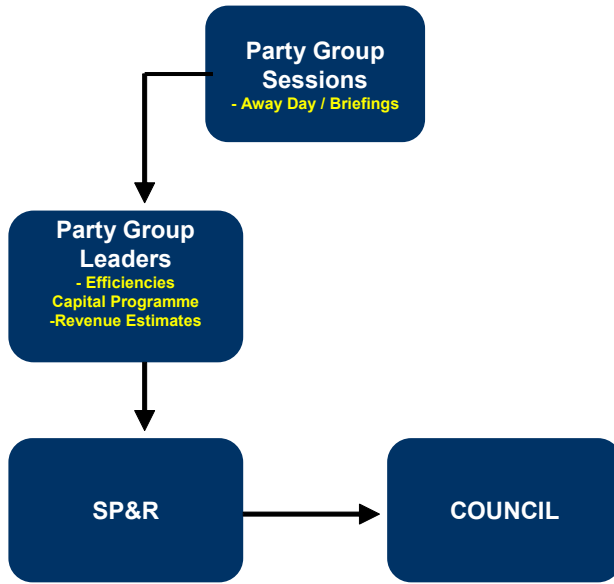 Party Group
Sessions
- Away Day / Briefings
Party Group
Leaders
- Efficiencies
Capital Programme
-Revenue Estimates
SP&R
COUNCIL